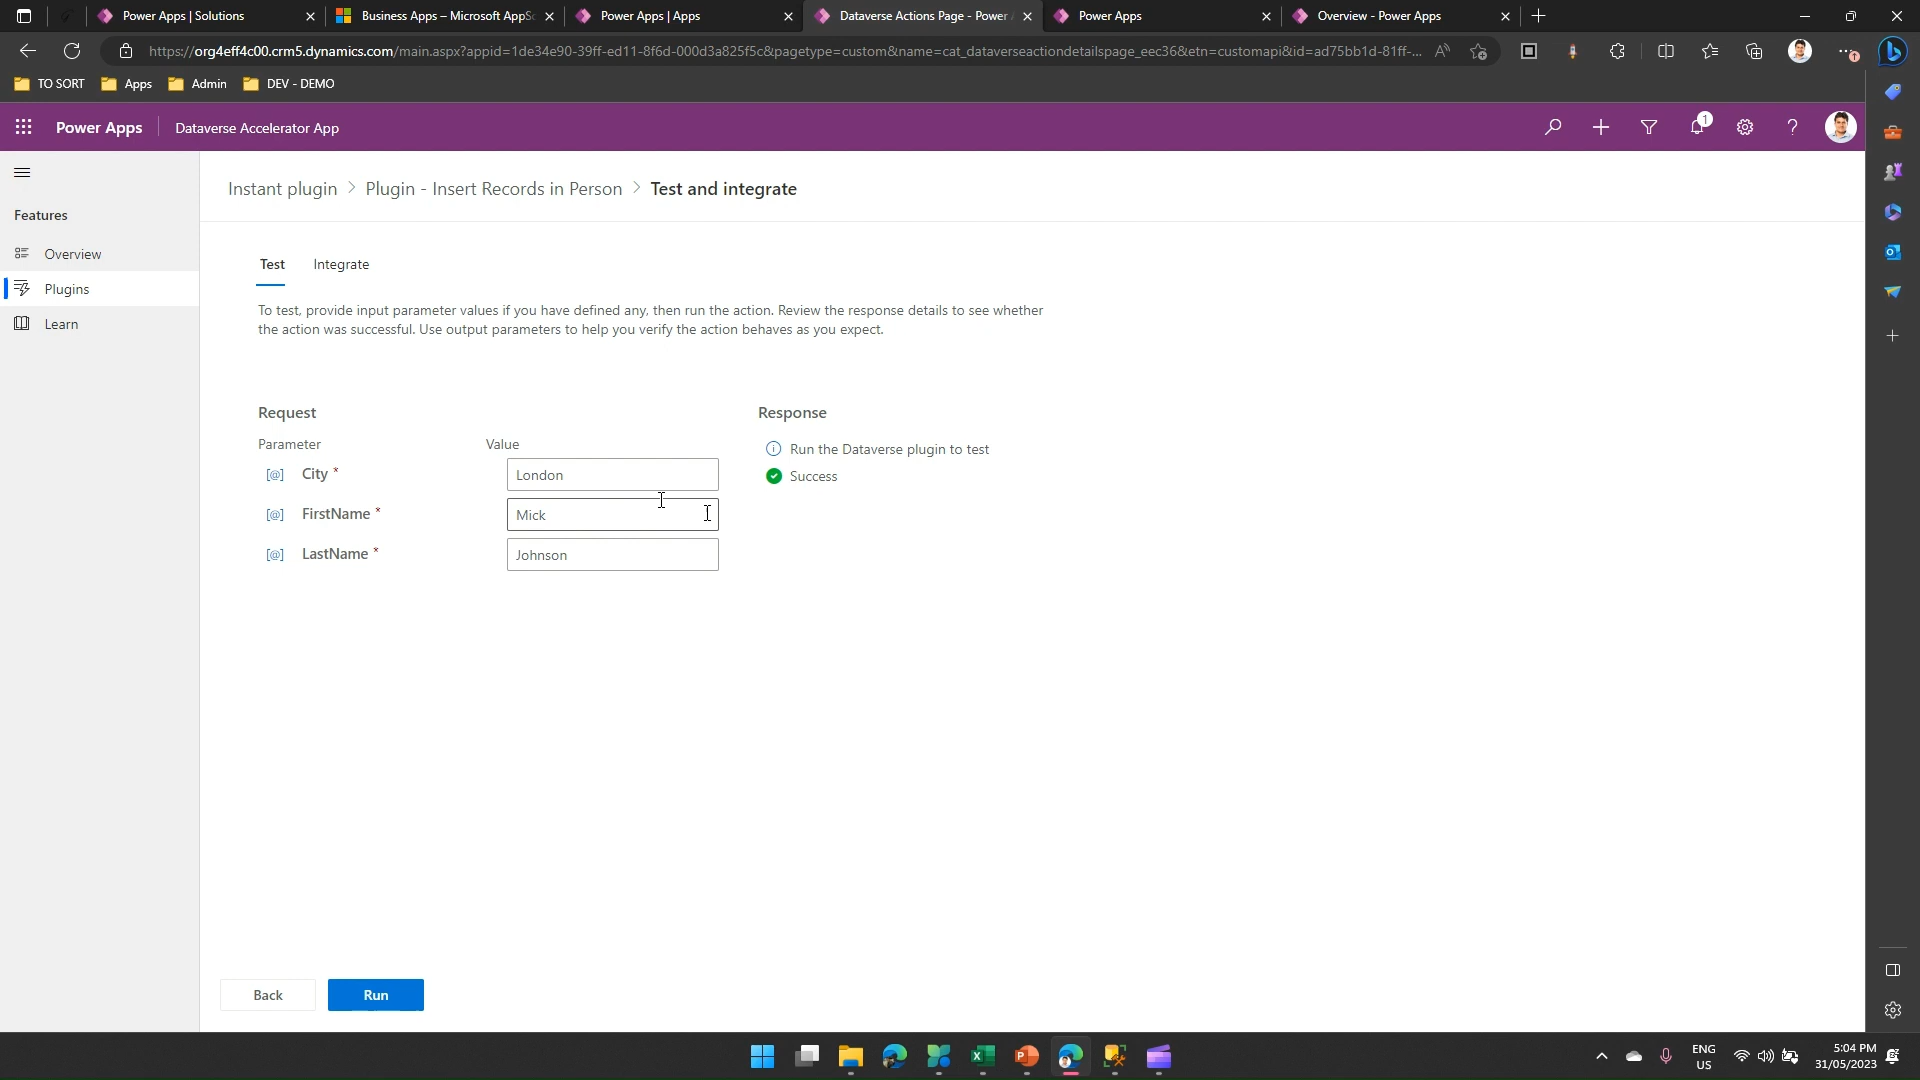 Power Apps | Solutions
Business Apps – Microsoft AppSo
Power Apps | Apps
Dataverse Actions Page - Power A
Power Apps
Overview - Power Apps
https://org4eff4c00.crm5.dynamics.com/main.aspx?appid=1de34e90-39ff-ed11-8f6d-000d3a825f5c&pagetype=custom&name=cat_dataverseactiondetailspage_eec36&etn=customapi&id=ad75bb1d-81ff-...
TO SORT
Apps
Admin
DEV - DEMO
Power Apps
Dataverse Accelerator App
1
Instant plugin > Plugin - Insert Records in Person > Test and integrate
Features
Overview
Plugins
Learn
Test
Integrate
To test, provide input parameter values if you have defined any, then run the action. Review the response details to see whether
the action was successful. Use output parameters to help you verify the action behaves as you expect.
Request
Response
Parameter
Value
Run the Dataverse plugin to test
City *
London
Success
FirstName *
Mick
LastName *
Johnson
Back
Run
ENG
US
5:04 PM
31/05/2023